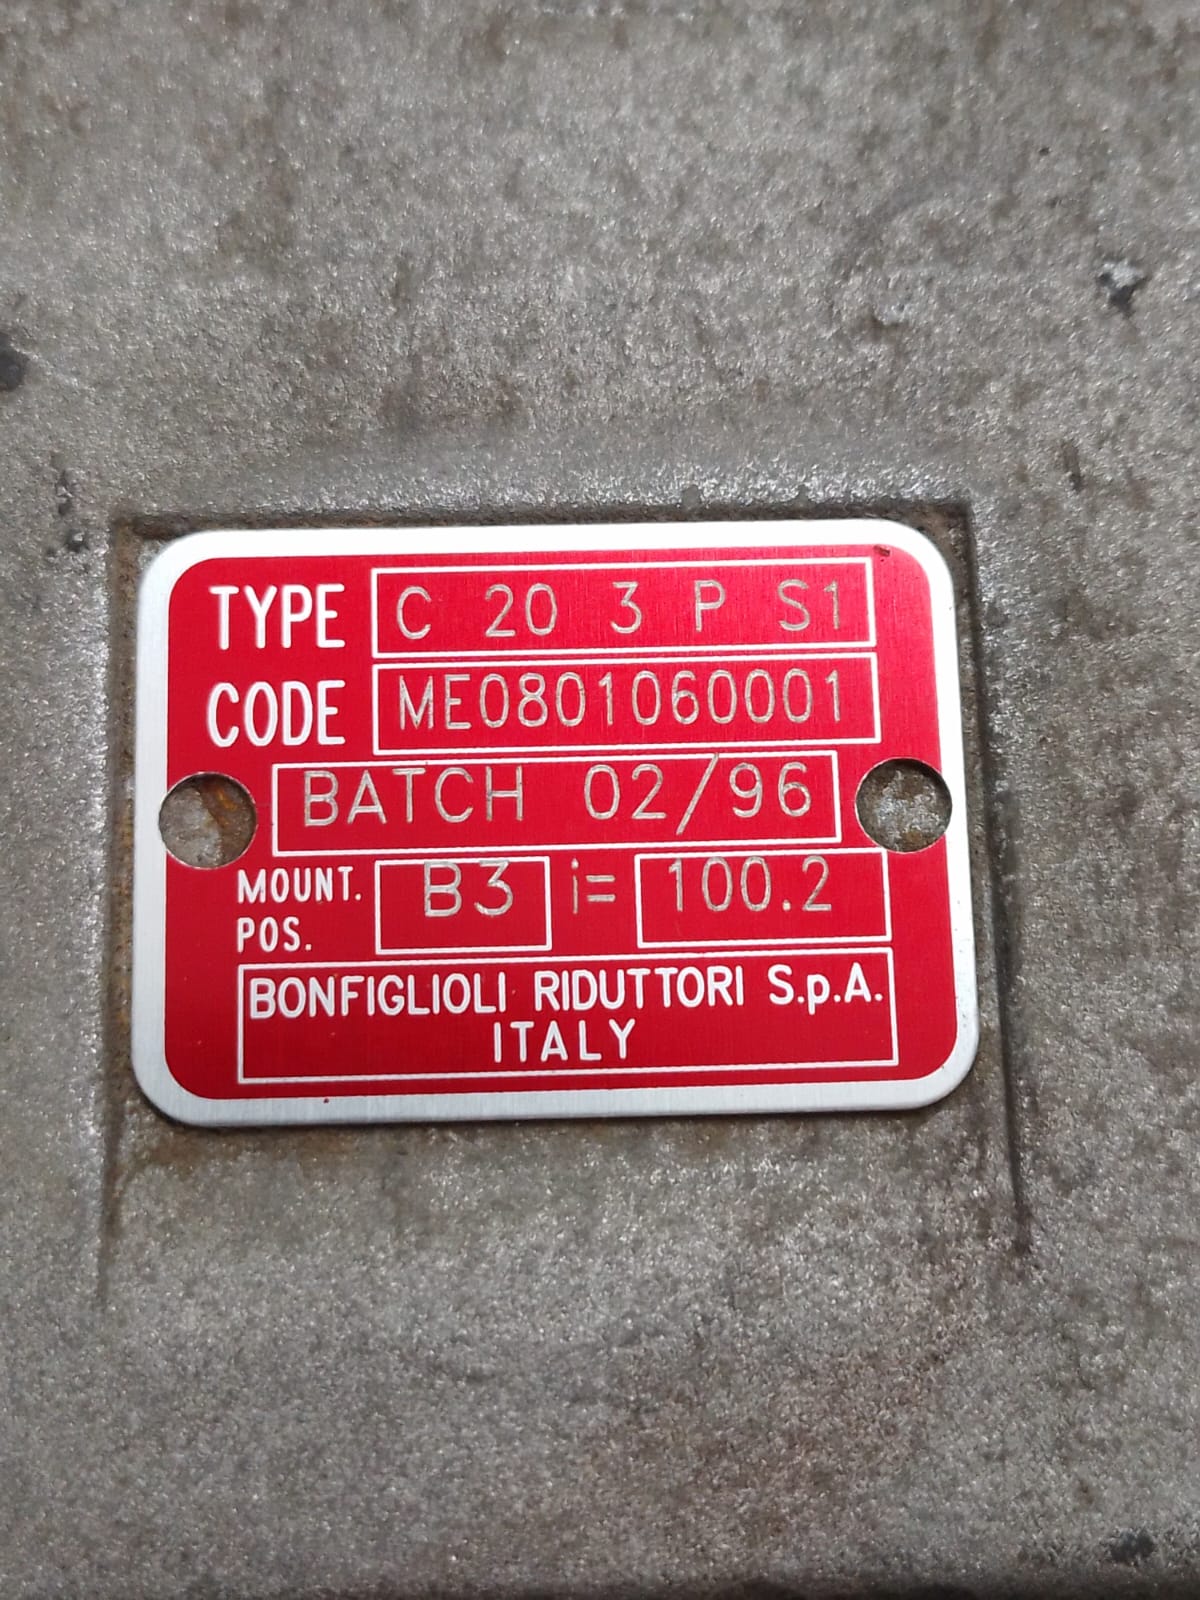 TYPE C 20 3 P S1
CODE ME0801060001
BATCH 02/96
MOUNT. POS. B3 i= 100.2
BONFIGLIOLI RIDUTTORI S.p.A.
ITALY